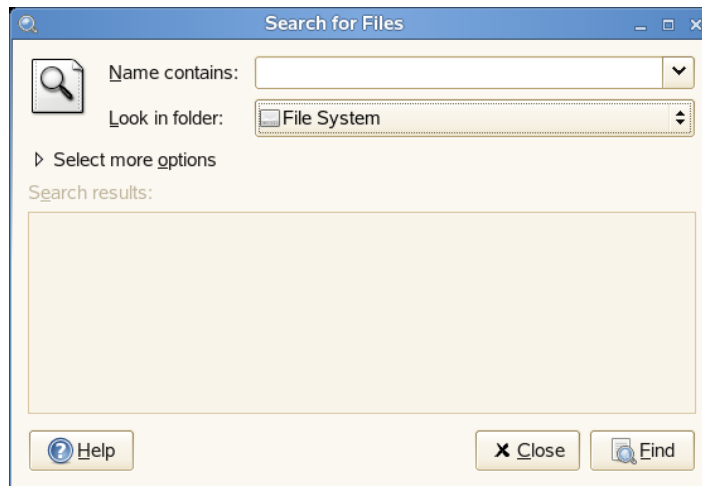 Search for Files
Name contains:
Look in folder: File System
Select more options
Search results:
Help Close Find